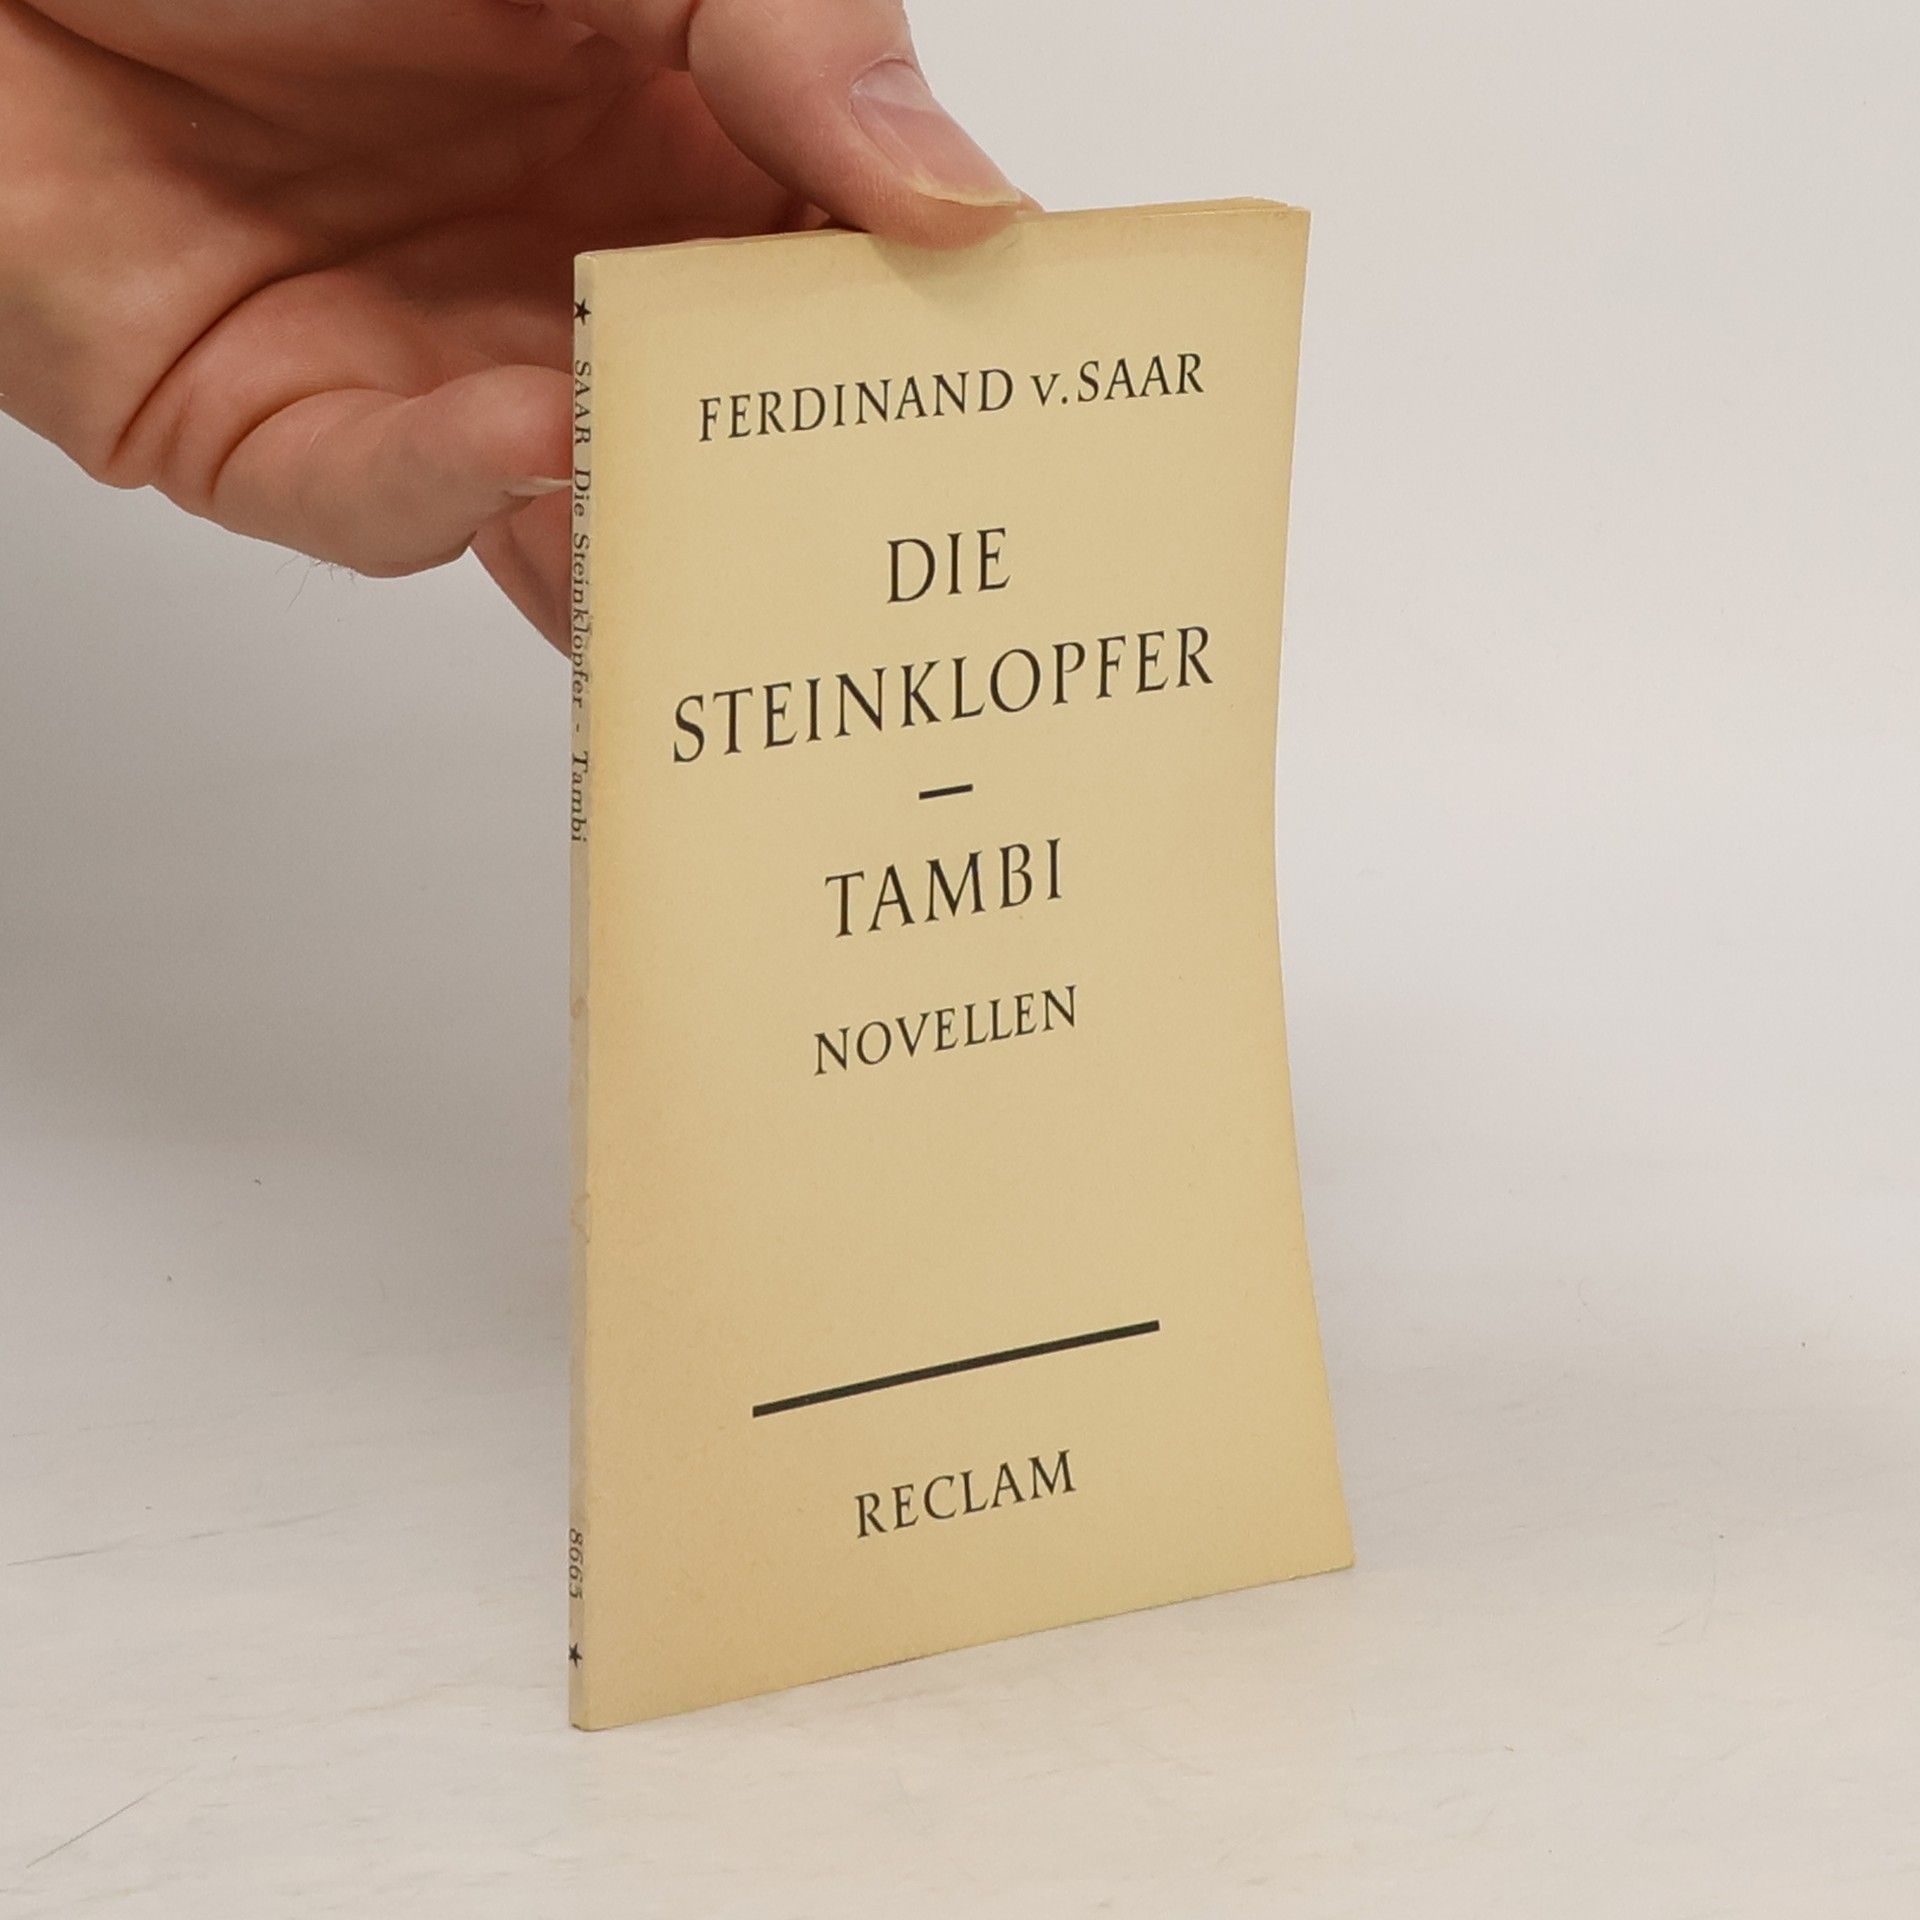 FERDINAND v. SAAR
DIE
STEINKLOPFER
–
TAMBI
NOVELLEN
RECLAM
★ SAAR Die Steinklopfer - Tambi 8663 ★